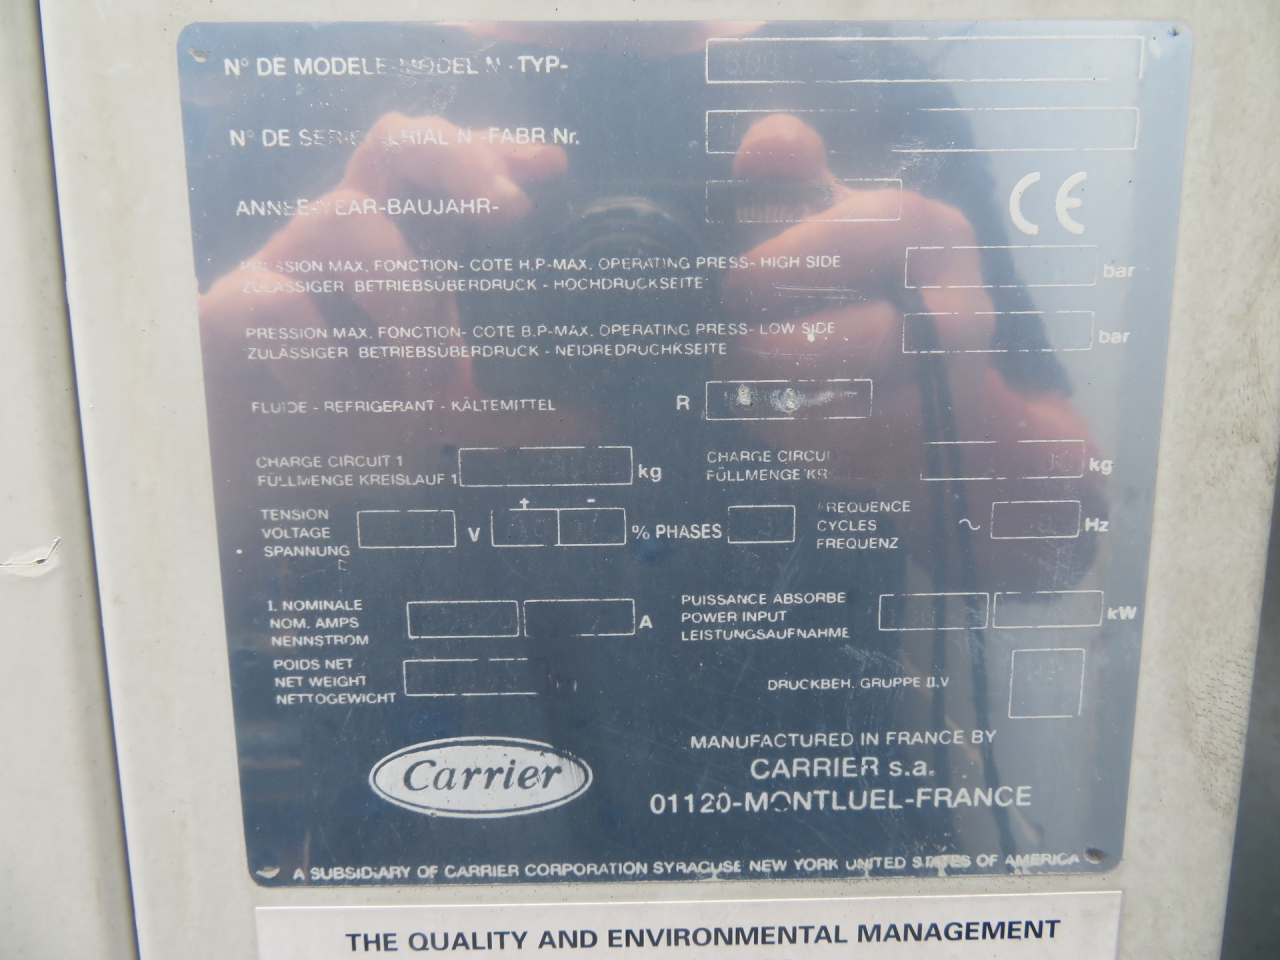 N° DE MODELE-MODEL N°-TYP-
N° DE SERIE-SERIAL N°-FABR Nr.
ANNEE-YEAR-BAUJAHR-
CE
PRESSION MAX. FONCTION- COTE H.P-MAX. OPERATING PRESS- HIGH SIDE
ZULÄSSIGER BETRIEBSÜBERDRUCK - HOCHDRUCKSEITE
bar
PRESSION MAX. FONCTION- COTE B.P-MAX. OPERATING PRESS- LOW SIDE
ZULÄSSIGER BETRIEBSÜBERDRUCK - NEIDREDRUCHKSEITE
bar
FLUIDE - REFRIGERANT - KÄLTEMITTEL R
CHARGE CIRCUIT 1
FÜLLMENGE KREISLAUF 1
kg
CHARGE CIRCUI
FÜLLMENGE KR
kg
TENSION
VOLTAGE
SPANNUNG
V
+ -
% PHASES
FREQUENCE
CYCLES
FREQUENZ
~ Hz
I. NOMINALE
NOM. AMPS
NENNSTROM
A
PUISSANCE ABSORBE
POWER INPUT
LEISTUNGSAUFNAHME
kW
POIDS NET
NET WEIGHT
NETTOGEWICHT
DRUCKBEH. GRUPPE D.V
Carrier
MANUFACTURED IN FRANCE BY
CARRIER s.a.
01120-MONTLUEL-FRANCE
A SUBSIDIARY OF CARRIER CORPORATION SYRACUSE NEW YORK UNITED STATES OF AMERICA
THE QUALITY AND ENVIRONMENTAL MANAGEMENT